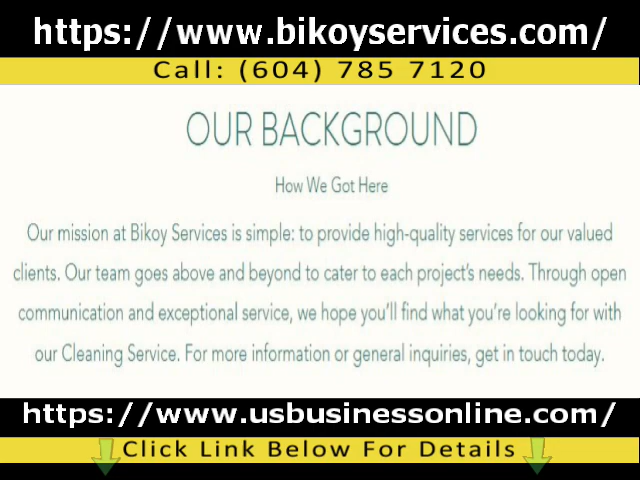 https://www.bikoyservices.com/
Call: (604) 785 7120
OUR BACKGROUND
How We Got Here
Our mission at Bikoy Services is simple: to provide high-quality services for our valued
clients. Our team goes above and beyond to cater to each project's needs. Through open
communication and exceptional service, we hope you'll find what you're looking for with
our Cleaning Service. For more information or general inquiries, get in touch today.
https://www.usbusinessonline.com/
Click Link Below For Details